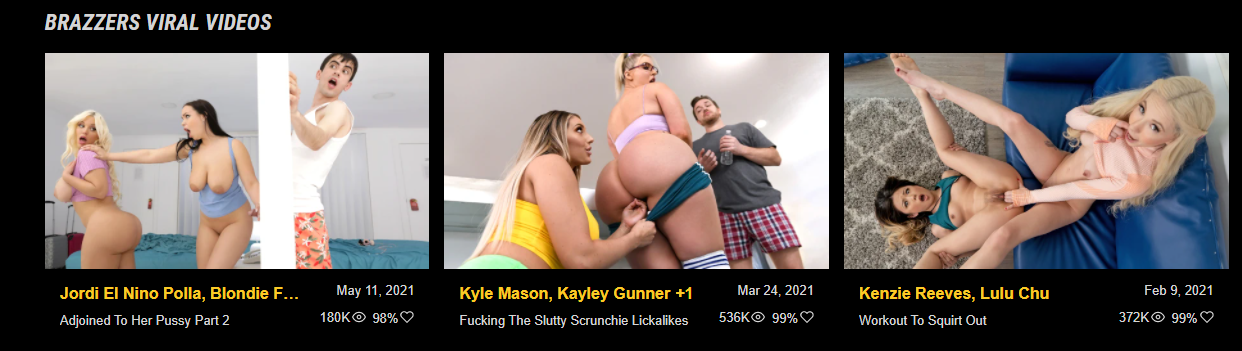 BRAZZERS VIRAL VIDEOS
Jordi El Nino Polla, Blondie F... May 11, 2021
Adjoined To Her Pussy Part 2 180K 98%
Kyle Mason, Kayley Gunner +1 Mar 24, 2021
Fucking The Slutty Scrunchie Lickalikes 536K 99%
Kenzie Reeves, Lulu Chu Feb 9, 2021
Workout To Squirt Out 372K 99%